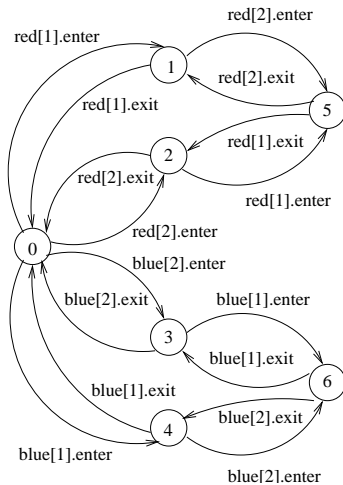 red[2].enter
red[1].enter
1
red[2].exit
red[1].exit
5
red[1].exit
2
red[2].exit
red[1].enter
red[2].enter
0
blue[2].enter
blue[2].exit
blue[1].enter
3
blue[1].exit
6
blue[1].exit
blue[2].exit
4
blue[1].enter
blue[2].enter